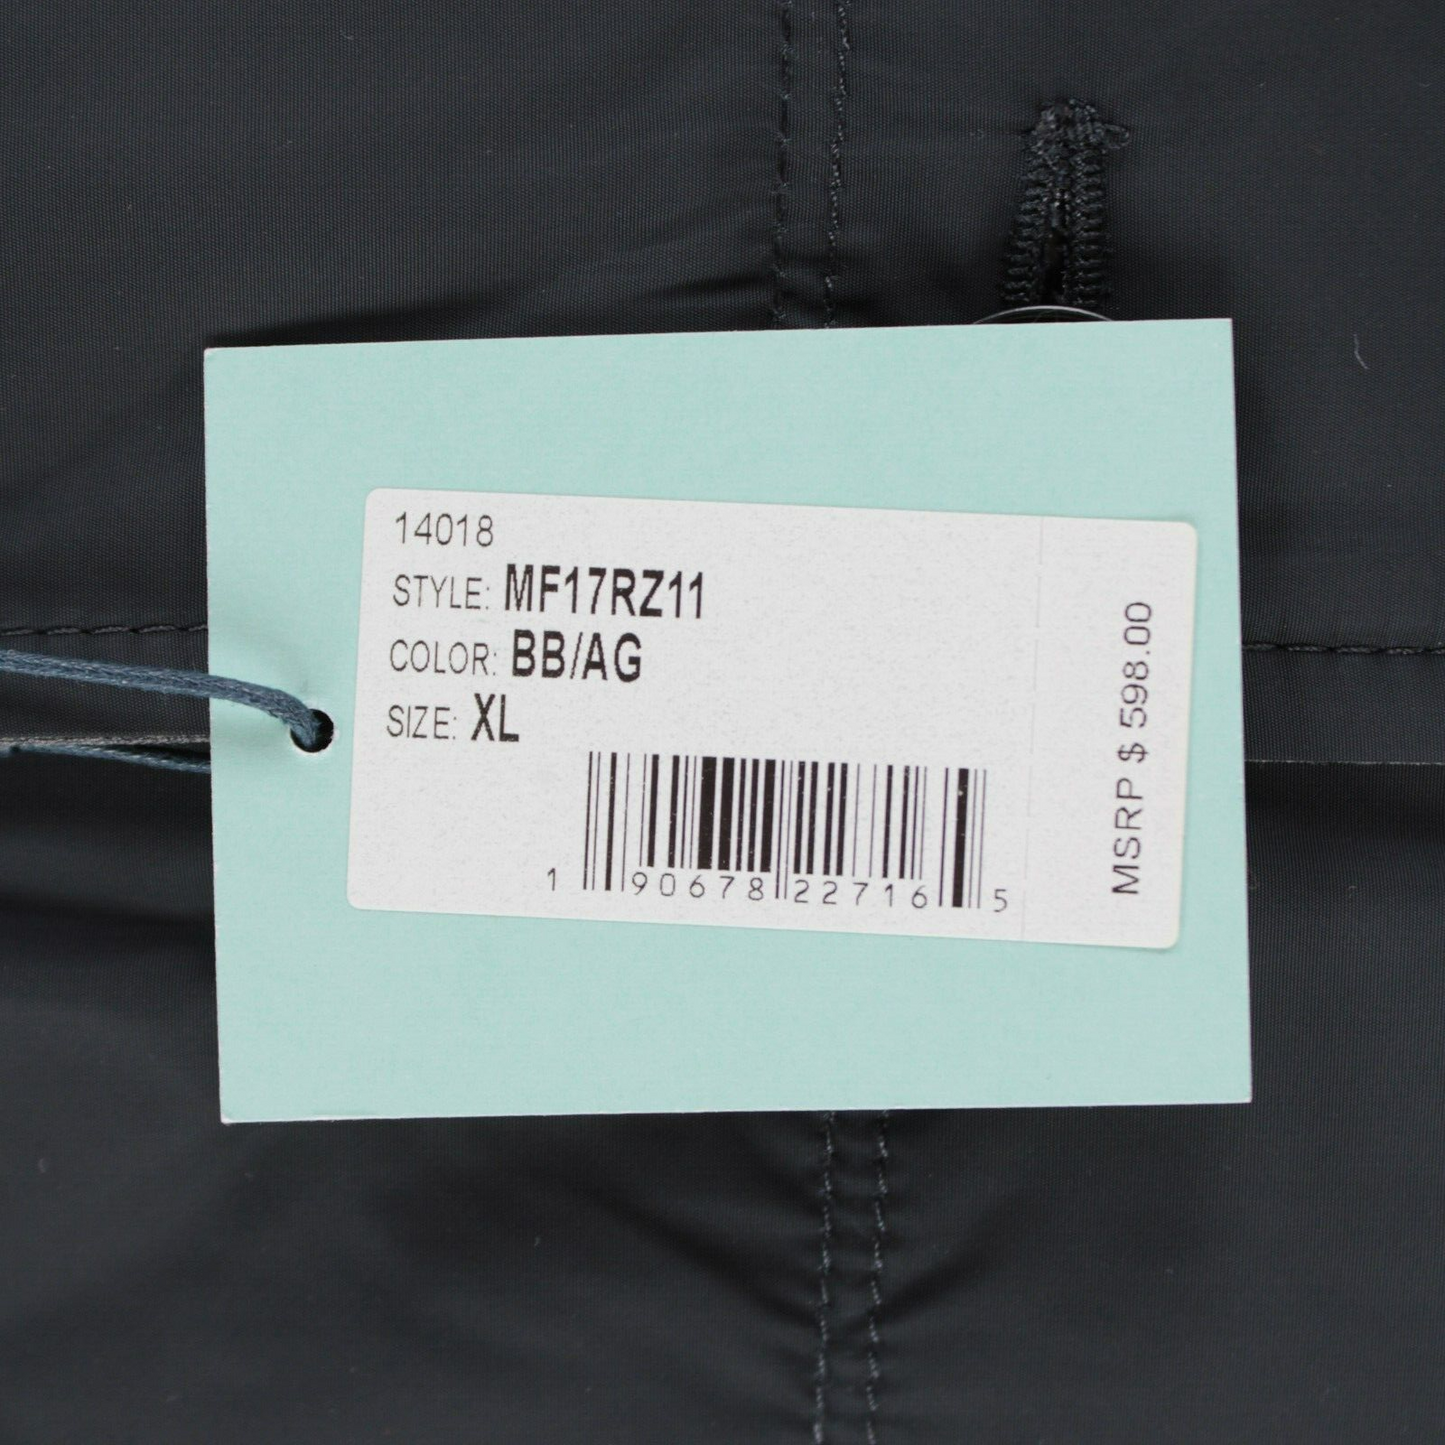 14018
STYLE: MF17RZ11
COLOR: BB/AG
SIZE: XL
1 90678 22716 5
MSRP $ 598.00